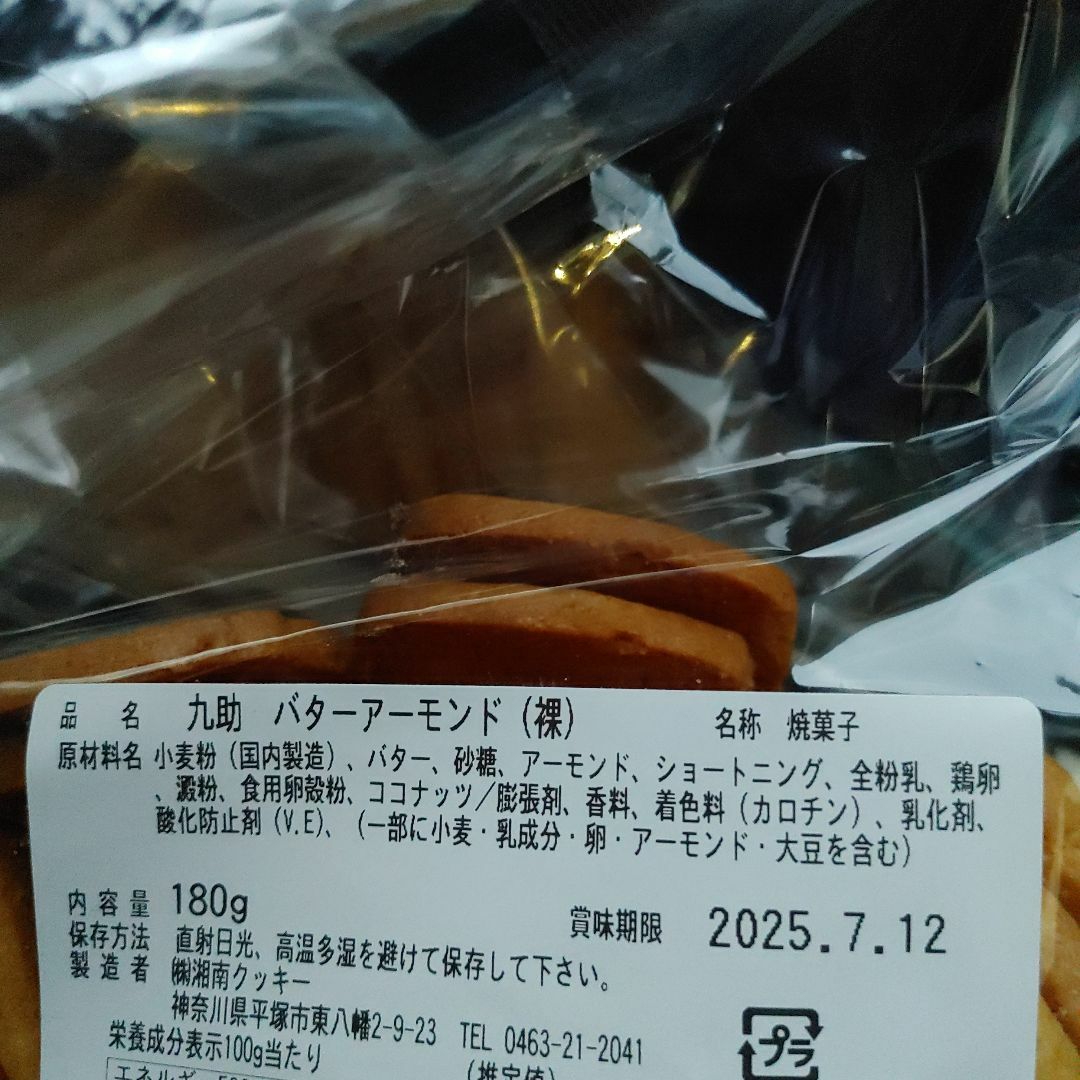 品名 九助 バターアーモンド（裸） 名称 焼菓子
原材料名 小麦粉（国内製造）、バター、砂糖、アーモンド、ショートニング、全粉乳、鶏卵
、澱粉、食用卵殻粉、ココナッツ／膨張剤、香料、着色料（カロチン）、乳化剤、
酸化防止剤（V.E)、（一部に小麦・乳成分・卵・アーモンド・大豆を含む）
内容量 180g 賞味期限 2025.7.12
保存方法 直射日光、高温多湿を避けて保存して下さい。
製造者 ㈱湘南クッキー
神奈川県平塚市東八幡2-9-23 TEL 0463-21-2041
栄養成分表示100g当たり (推定値)
プラ
エネルギー